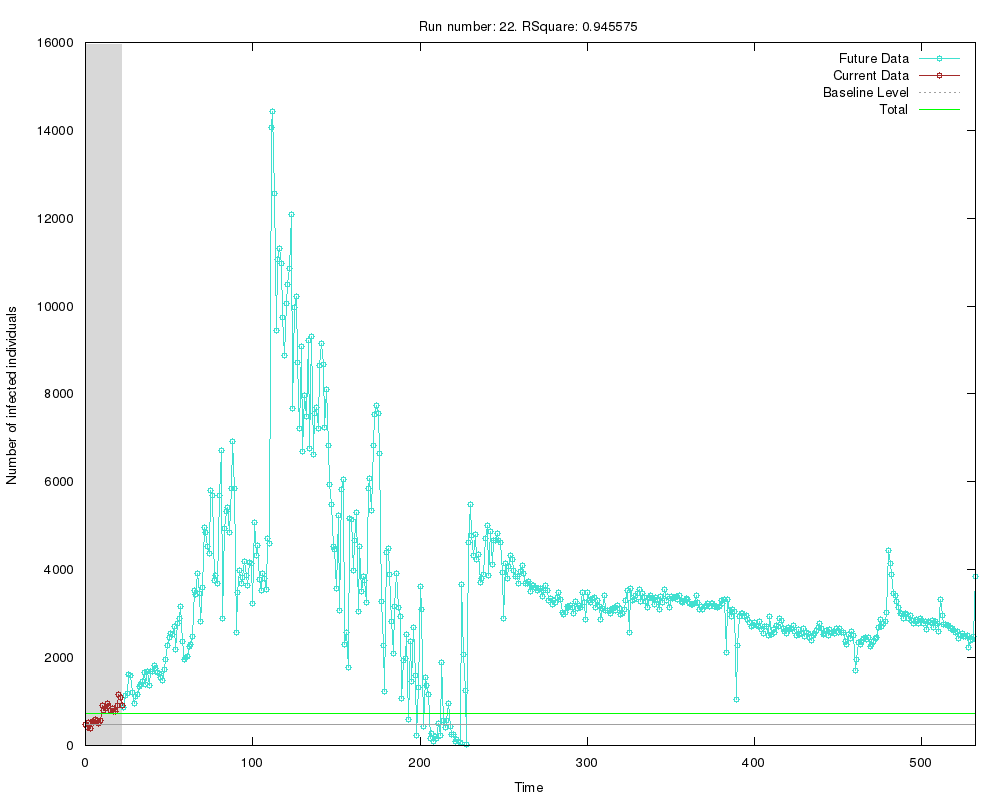 Run number: 22. RSquare: 0.945575
Future Data
Current Data
Baseline Level
Total
Number of infected individuals
16000
14000
12000
10000
8000
6000
4000
2000
0
0 100 200 300 400 500
Time